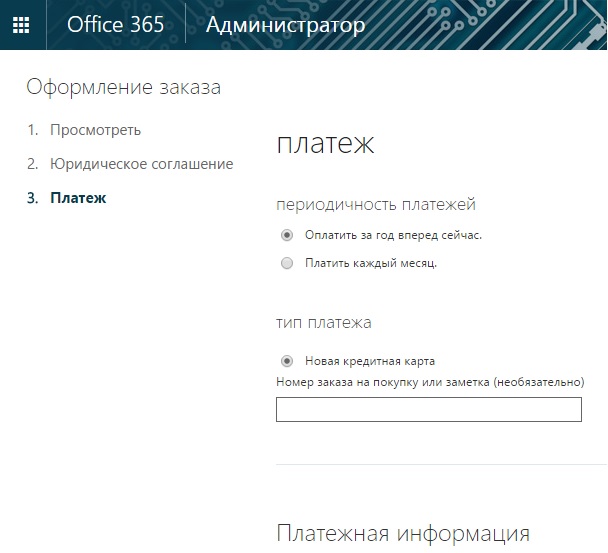 Office 365 Администратор
Оформление заказа
1. Просмотреть
2. Юридическое соглашение
3. Платеж
платеж
периодичность платежей
Оплатить за год вперед сейчас.
Платить каждый месяц.
тип платежа
Новая кредитная карта
Номер заказа на покупку или заметка (необязательно)
Платежная информация